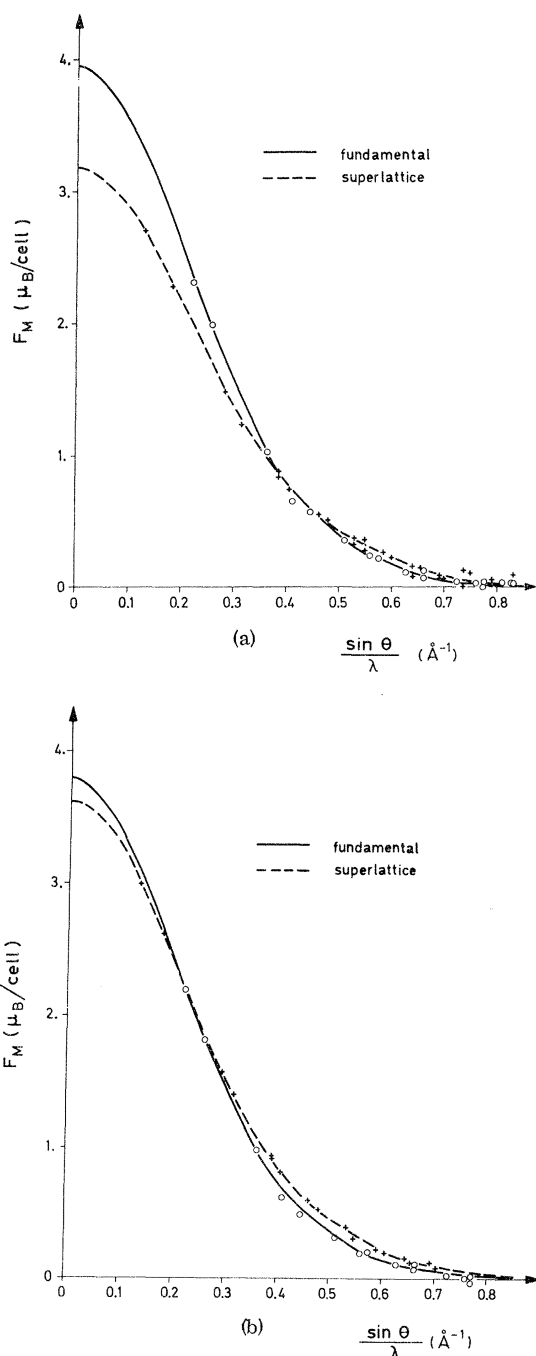 4.
3.
2.
1.
0
F_M ( μ_B/cell)
fundamental
superlattice
0 0.1 0.2 0.3 0.4 0.5 0.6 0.7 0.8
(a)
sin θ
λ
(Å⁻¹)
4.
3.
2.
1.
0
F_M ( μ_B/cell)
fundamental
superlattice
0 0.1 0.2 0.3 0.4 0.5 0.6 0.7 0.8
(b)
sin θ
λ
(Å⁻¹)